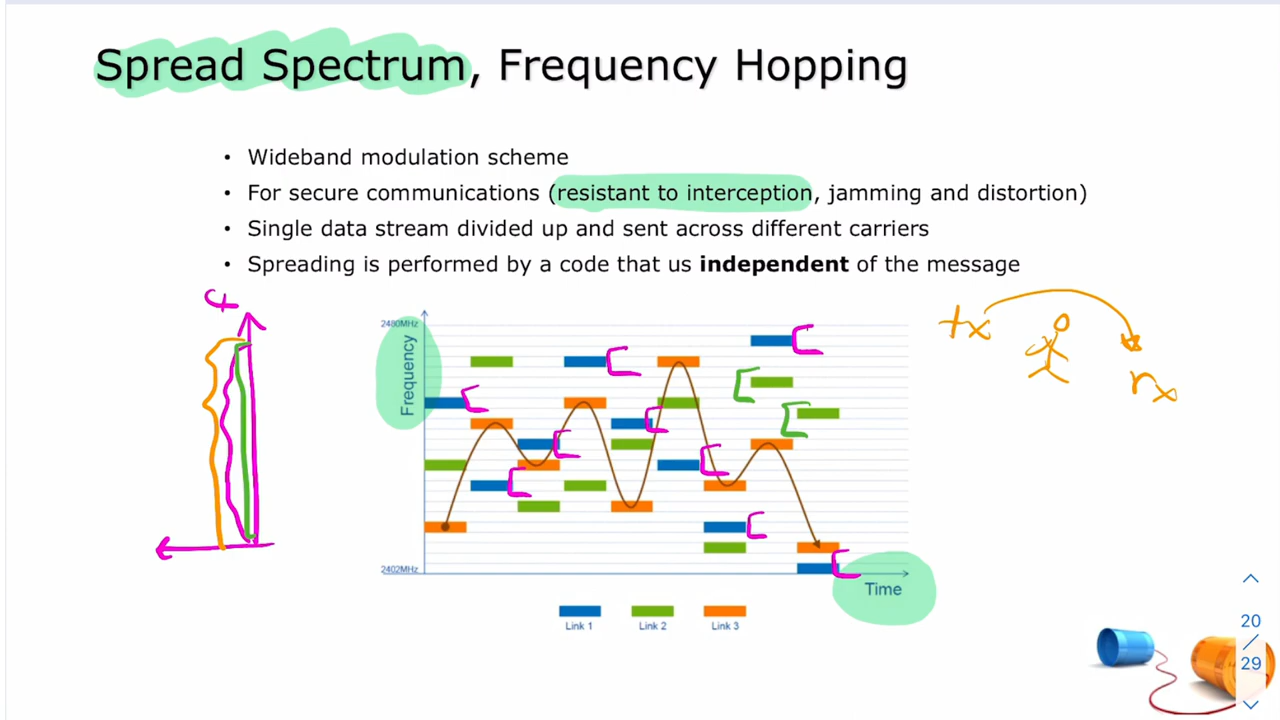 Spread Spectrum, Frequency Hopping
• Wideband modulation scheme
• For secure communications (resistant to interception, jamming and distortion)
• Single data stream divided up and sent across different carriers
• Spreading is performed by a code that us independent of the message
f
tx
rx
2480MHz
Frequency
2402MHz
Time
Link 1 Link 2 Link 3
20
/
29